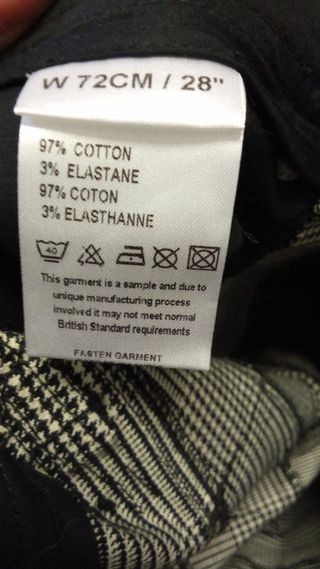 W 72CM / 28"
97% COTTON
3% ELASTANE
97% COTON
3% ELASTHANNE
40
This garment is a sample and due to
unique manufacturing process
involved it may not meet normal
British Standard requirements
FASTEN GARMENT